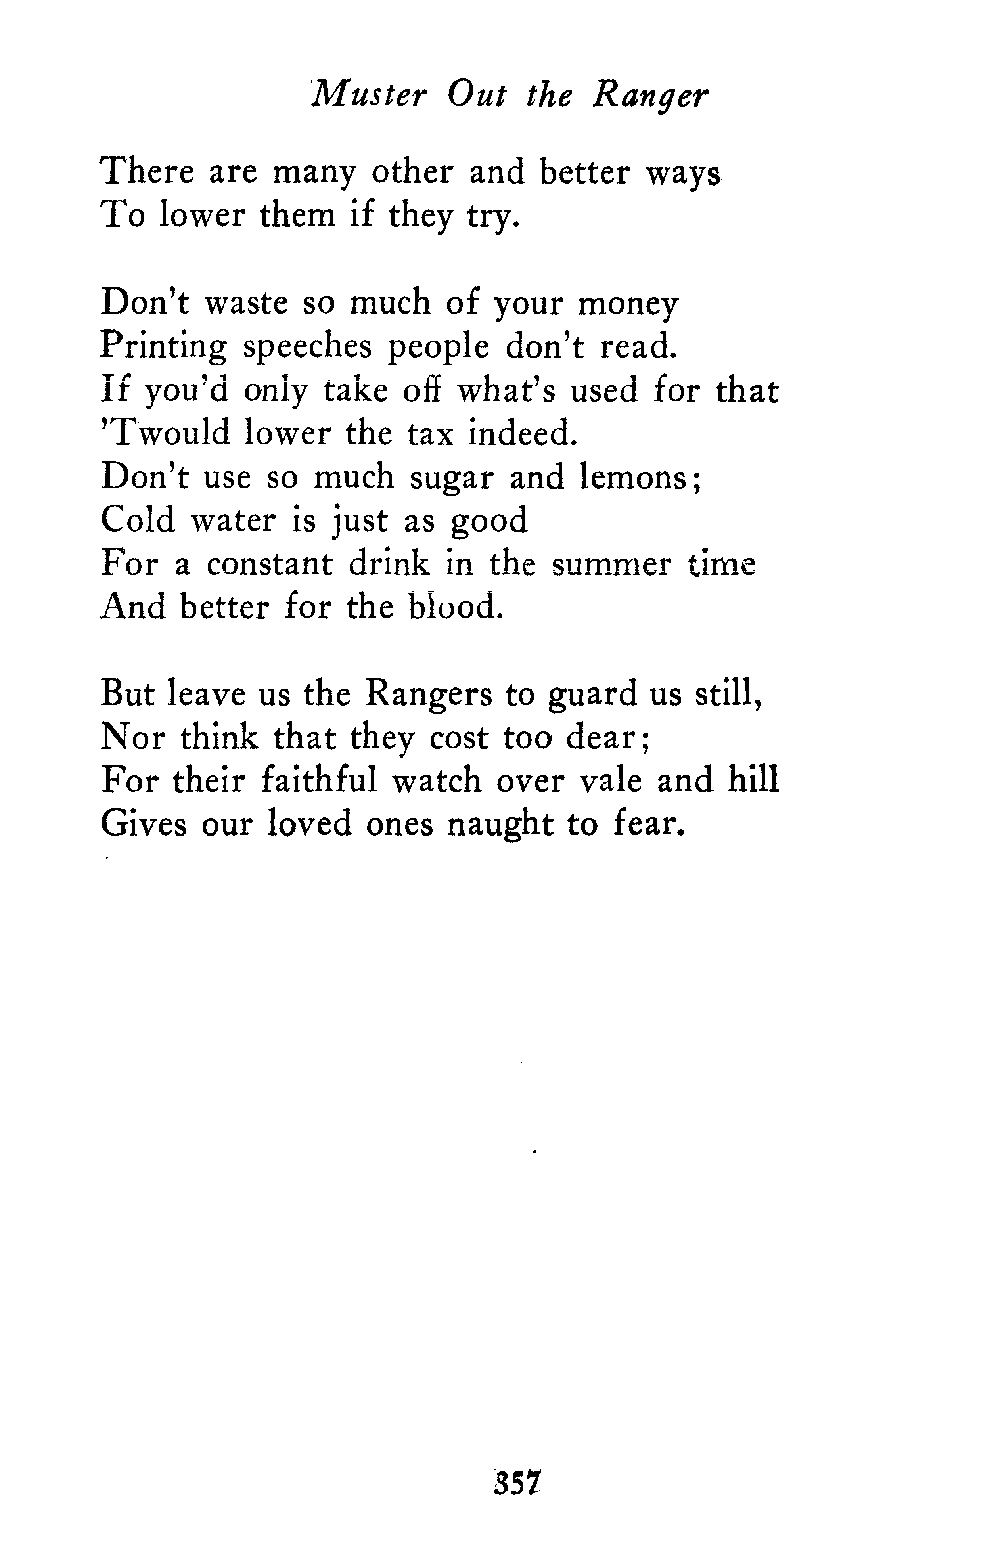 Muster Out the Ranger
There are many other and better ways
To lower them if they try.
Don't waste so much of your money
Printing speeches people don't read.
If you'd only take off what's used for that
'Twould lower the tax indeed.
Don't use so much sugar and lemons;
Cold water is just as good
For a constant drink in the summer time
And better for the blood.
But leave us the Rangers to guard us still,
Nor think that they cost too dear;
For their faithful watch over vale and hill
Gives our loved ones naught to fear.
357